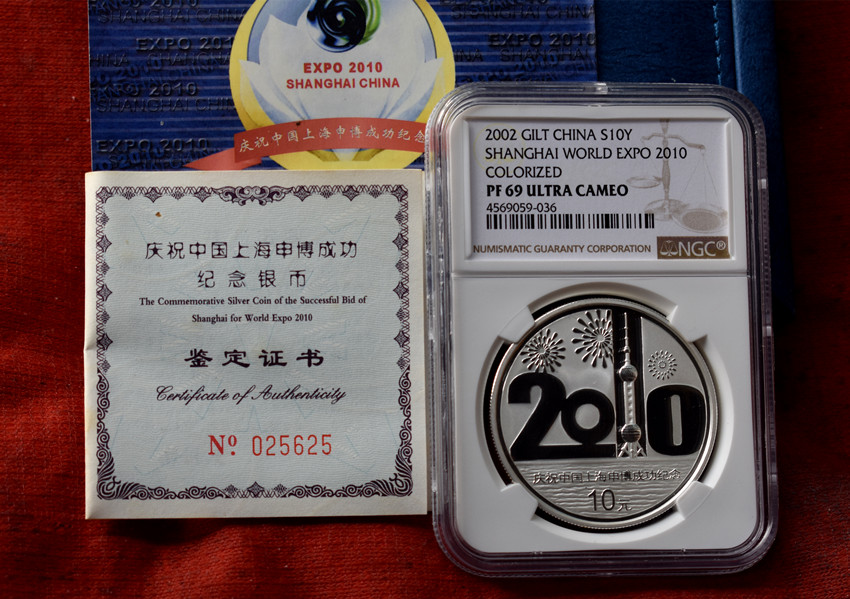 EXPO 2010
EXPO 2010
SHANGHAI CHINA
EXPO 2010
庆祝中国上海申博成功纪念
庆祝中国上海申博成功
纪念银币
The Commemorative Silver Coin of the Successful Bid of
Shanghai for World Expo 2010
鉴定证书
Certificate of Authenticity
No. 025625
2002 GILT CHINA S10Y
SHANGHAI WORLD EXPO 2010
COLORIZED
PF 69 ULTRA CAMEO
4569059-036
NUMISMATIC GUARANTY CORPORATION NGC®
2010
庆祝中国上海申博成功纪念
10元